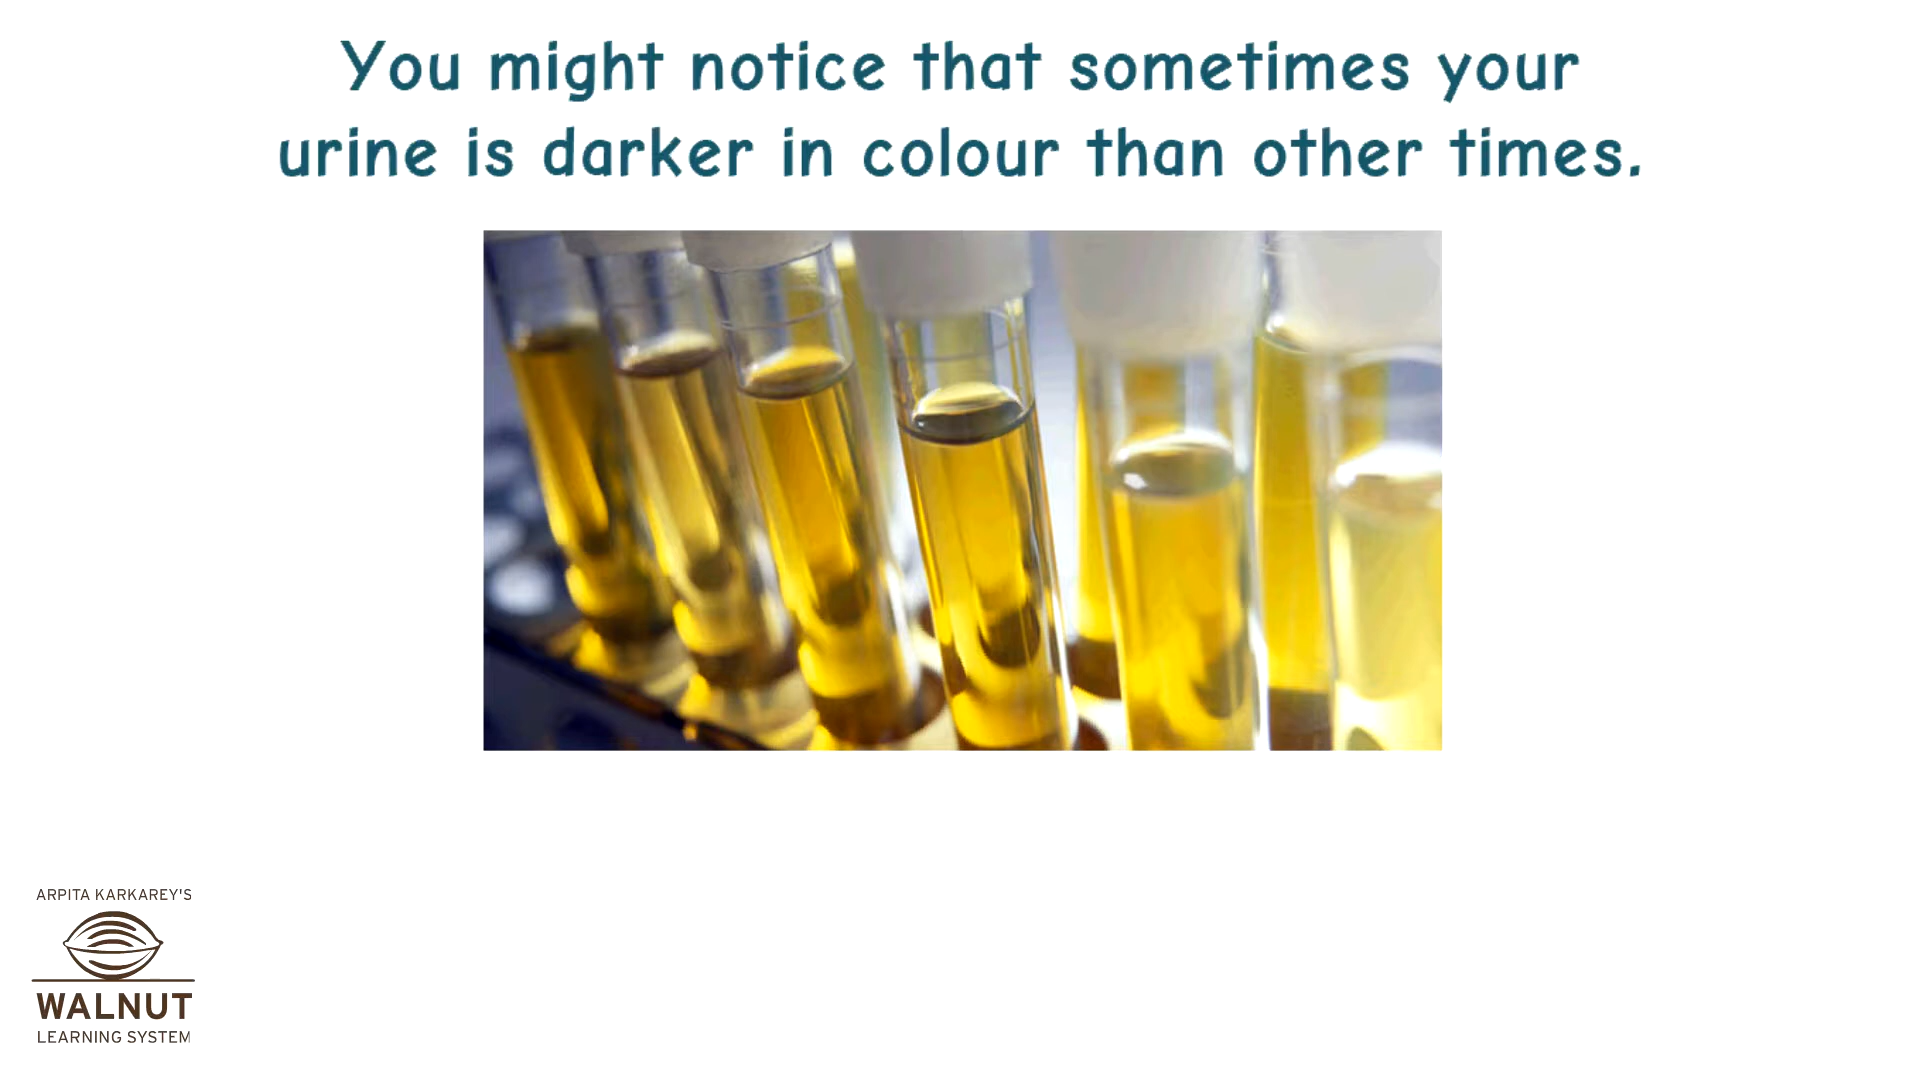 You might notice that sometimes your
urine is darker in colour than other times.
ARPITA KARKAREY'S
WALNUT
LEARNING SYSTEM